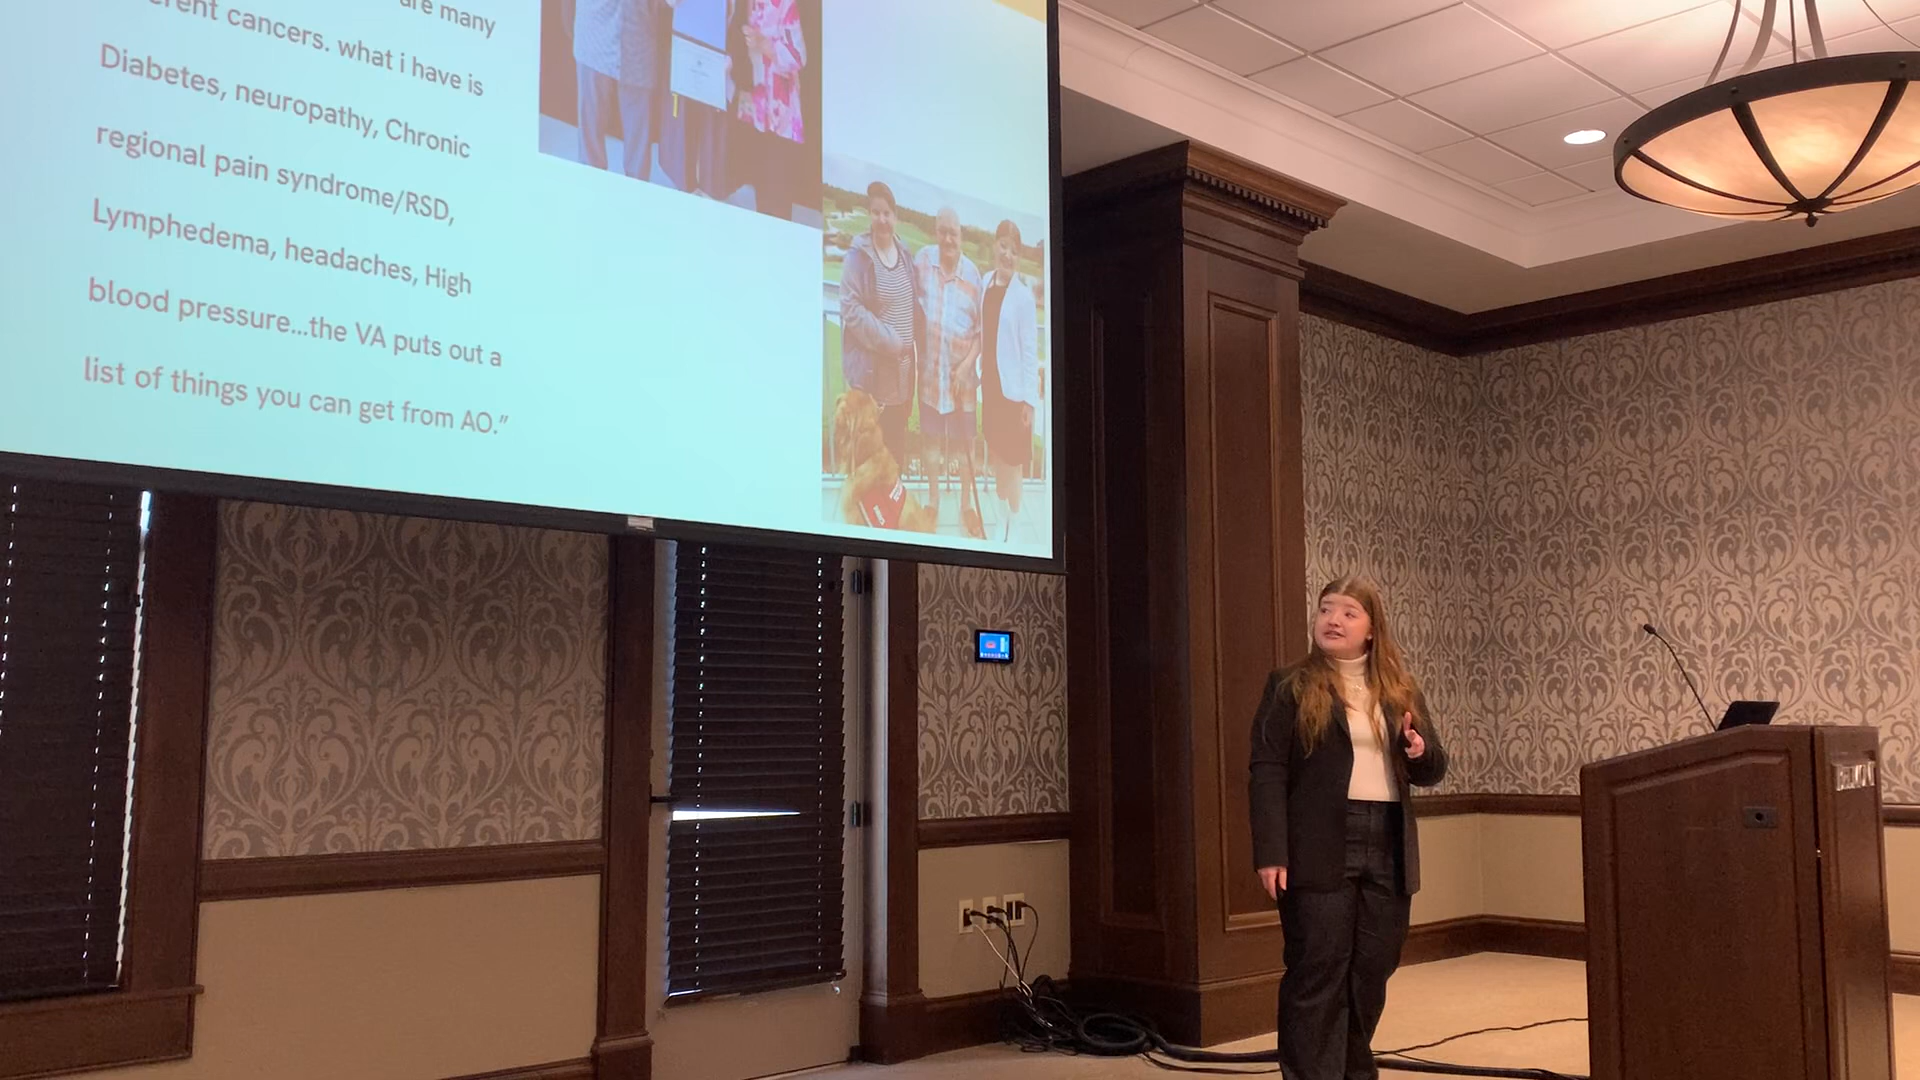 are many
erent cancers. what i have is
Diabetes, neuropathy, Chronic
regional pain syndrome/RSD,
Lymphedema, headaches, High
blood pressure...the VA puts out a
list of things you can get from AO.”